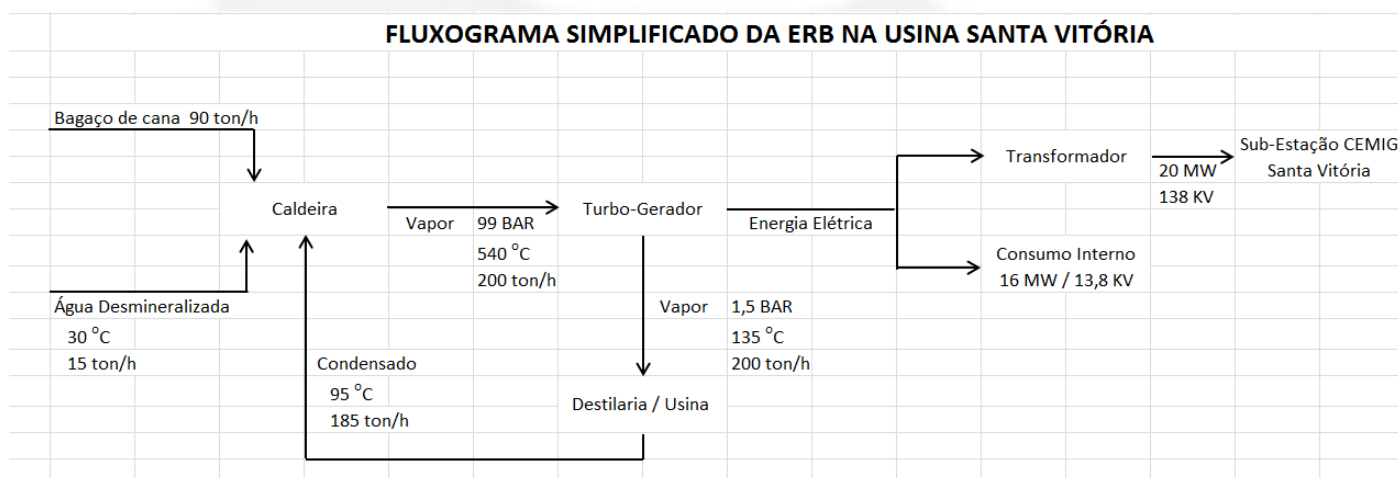 FLUXOGRAMA SIMPLIFICADO DA ERB NA USINA SANTA VITÓRIA
Bagaço de cana 90 ton/h
Caldeira
Água Desmineralizada
30 °C
15 ton/h
Vapor 99 BAR
540 °C
200 ton/h
Turbo-Gerador
Energia Elétrica
Transformador
20 MW
138 KV
Sub-Estação CEMIG
Santa Vitória
Consumo Interno
16 MW / 13,8 KV
Vapor 1,5 BAR
135 °C
200 ton/h
Destilaria / Usina
Condensado
95 °C
185 ton/h